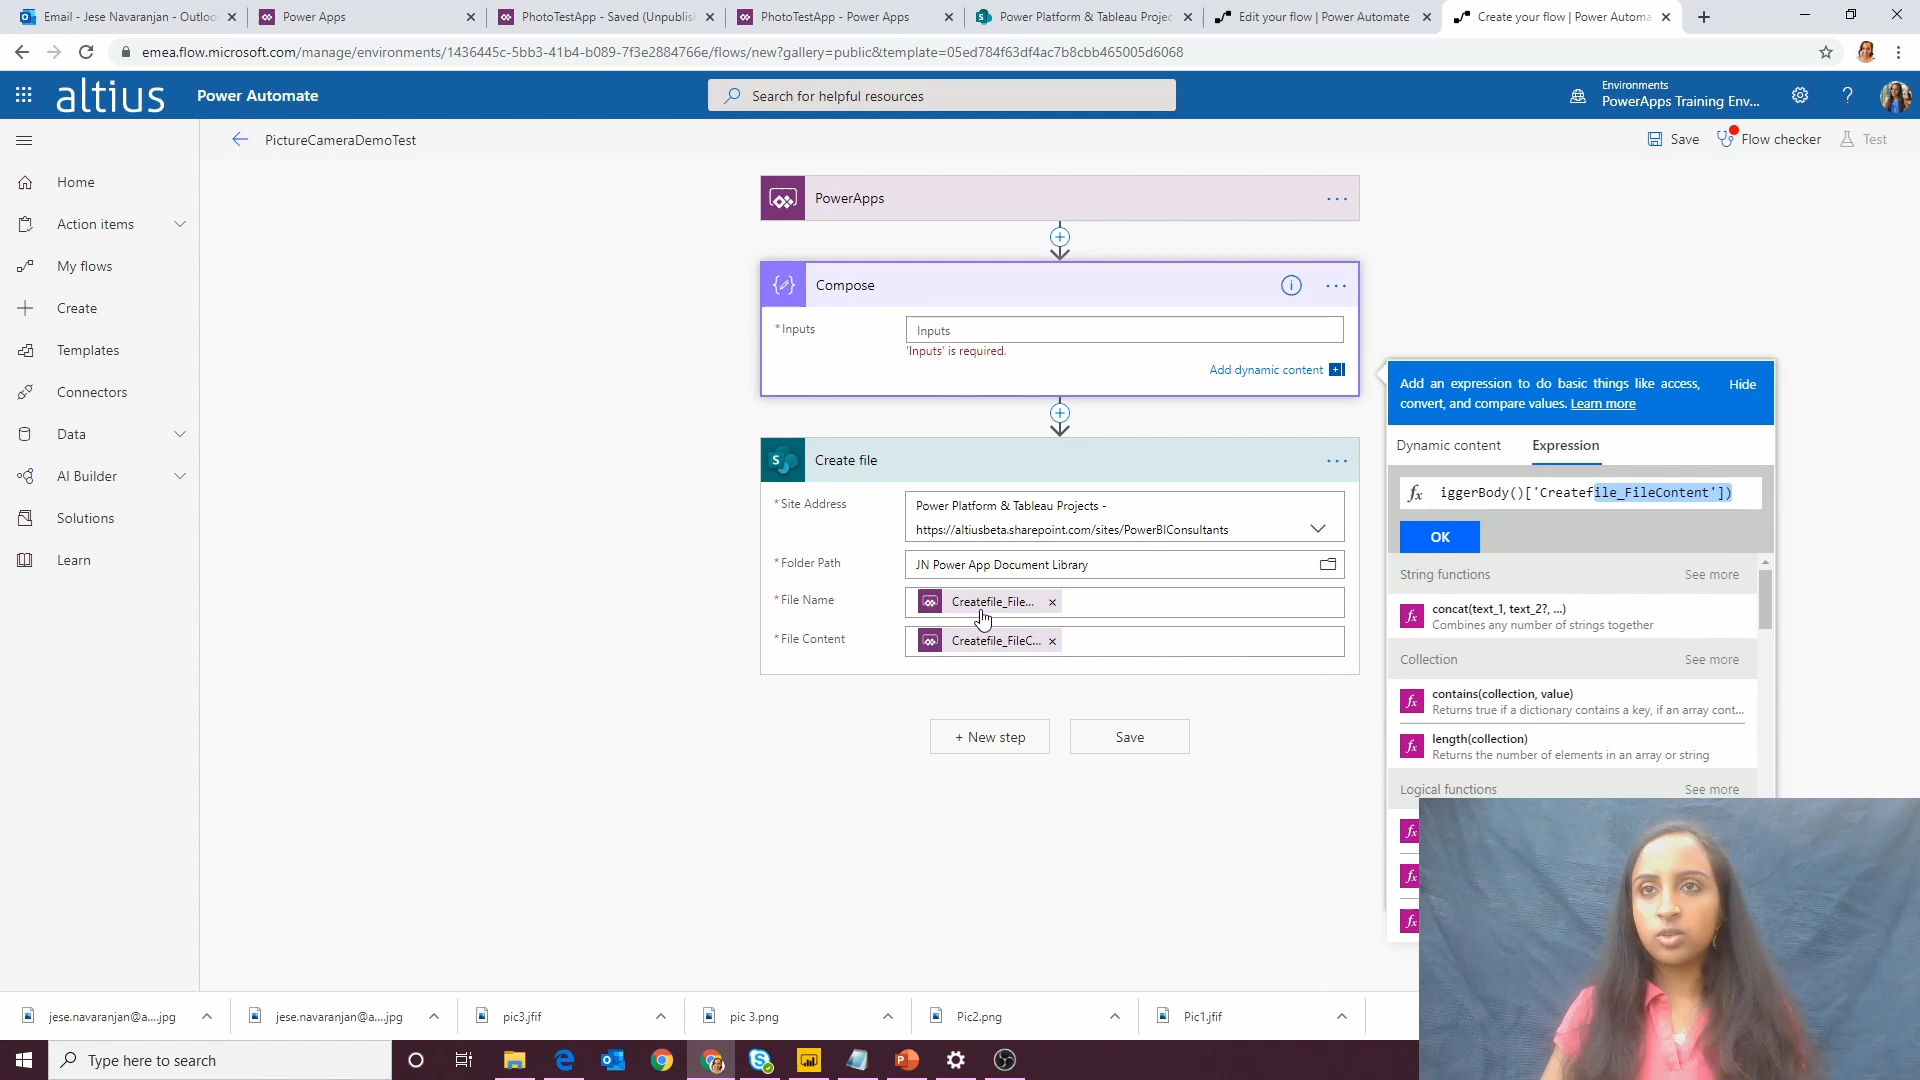 Email - Jese Navaranjan - Outlo
Power Apps
PhotoTestApp - Saved (Unpublis
PhotoTestApp - Power Apps
Power Platform & Tableau Projec
Edit your flow | Power Automate
Create your flow | Power Automa
emea.flow.microsoft.com/manage/environments/1436445c-5bb3-41b4-b089-7f3e2884766e/flows/new?gallery=public&template=05ed784f63df4ac7b8cbb465005d6068
altius
Power Automate
Search for helpful resources
Environments
PowerApps Training Env...
PictureCameraDemoTest
Save
Flow checker
Test
Home
Action items
My flows
Create
Templates
Connectors
Data
AI Builder
Solutions
Learn
PowerApps
Compose
* Inputs
Inputs
'Inputs' is required.
Add dynamic content
Create file
* Site Address
Power Platform & Tableau Projects -
https://altiusbeta.sharepoint.com/sites/PowerBIConsultants
* Folder Path
JN Power App Document Library
* File Name
Createfile_File...
* File Content
Createfile_FileC...
+ New step
Save
Add an expression to do basic things like access,
convert, and compare values. Learn more
Hide
Dynamic content
Expression
fx
iggerBody()['Createfile_FileContent'])
OK
String functions
See more
fx
concat(text_1, text_2?, ...)
Combines any number of strings together
Collection
See more
fx
contains(collection, value)
Returns true if a dictionary contains a key, if an array cont...
fx
length(collection)
Returns the number of elements in an array or string
Logical functions
See more
fx
fx
fx
jese.navaranjan@a....jpg
jese.navaranjan@a....jpg
pic3.jfif
pic 3.png
Pic2.png
Pic1.jfif
Type here to search